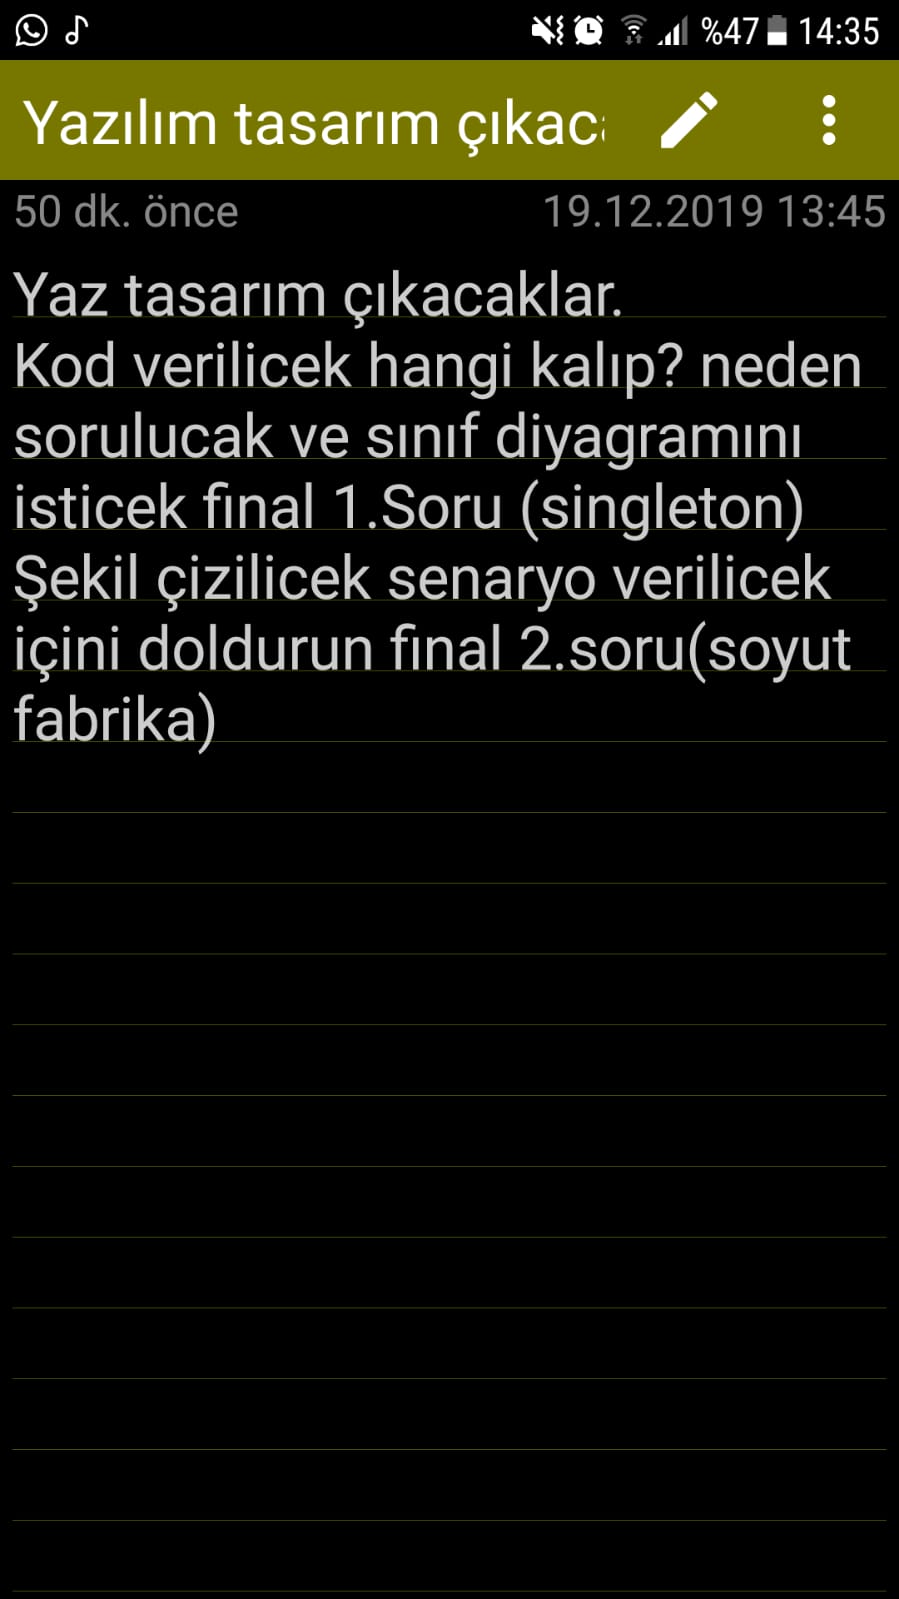 %47 14:35
Yazılım tasarım çıkac
50 dk. önce 19.12.2019 13:45
Yaz tasarım çıkacaklar.
Kod verilicek hangi kalıp? neden
sorulucak ve sınıf diyagramını
isticek final 1.Soru (singleton)
Şekil çizilicek senaryo verilicek
içini doldurun final 2.soru(soyut
fabrika)